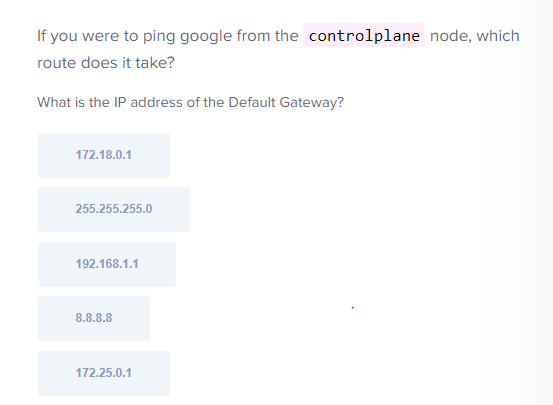 If you were to ping google from the controlplane node, which
route does it take?
What is the IP address of the Default Gateway?
172.18.0.1
255.255.255.0
192.168.1.1
8.8.8.8
172.25.0.1